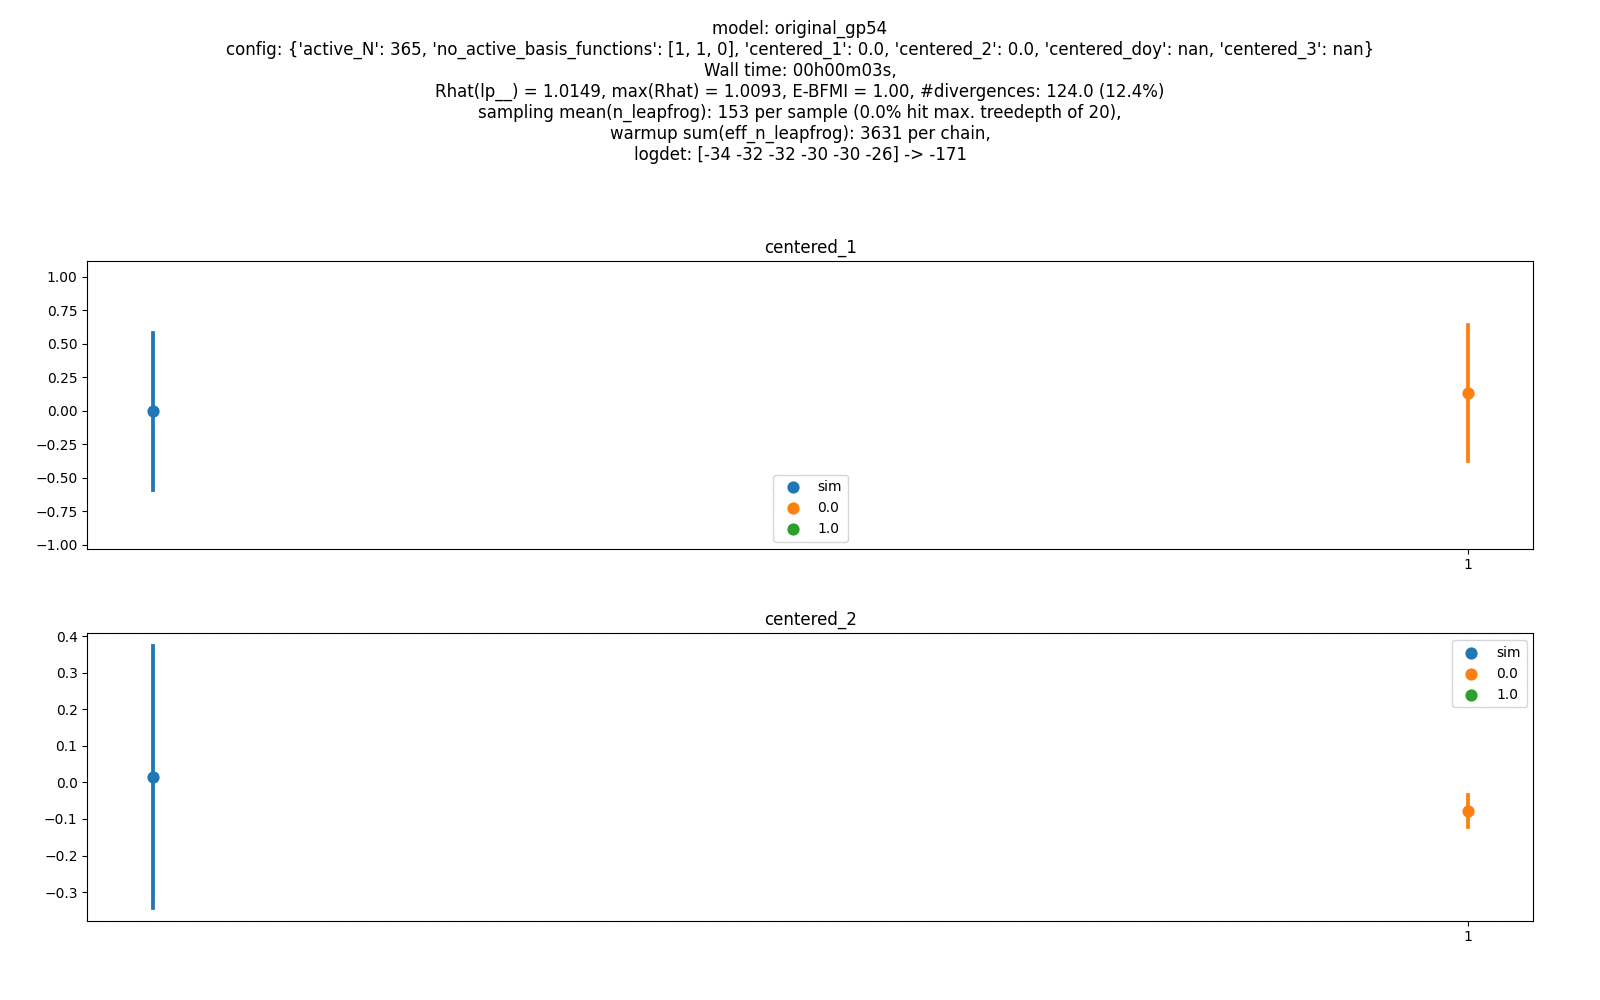 model: original_gp54
config: {'active_N': 365, 'no_active_basis_functions': [1, 1, 0], 'centered_1': 0.0, 'centered_2': 0.0, 'centered_doy': nan, 'centered_3': nan}
Wall time: 00h00m03s,
Rhat(lp__) = 1.0149, max(Rhat) = 1.0093, E-BFMI = 1.00, #divergences: 124.0 (12.4%)
sampling mean(n_leapfrog): 153 per sample (0.0% hit max. treedepth of 20),
warmup sum(eff_n_leapfrog): 3631 per chain,
logdet: [-34 -32 -32 -30 -30 -26] -> -171
centered_1
1.00
0.75
0.50
0.25
0.00
−0.25
−0.50
−0.75
−1.00
sim
0.0
1.0
1
centered_2
0.4
0.3
0.2
0.1
0.0
−0.1
−0.2
−0.3
sim
0.0
1.0
1